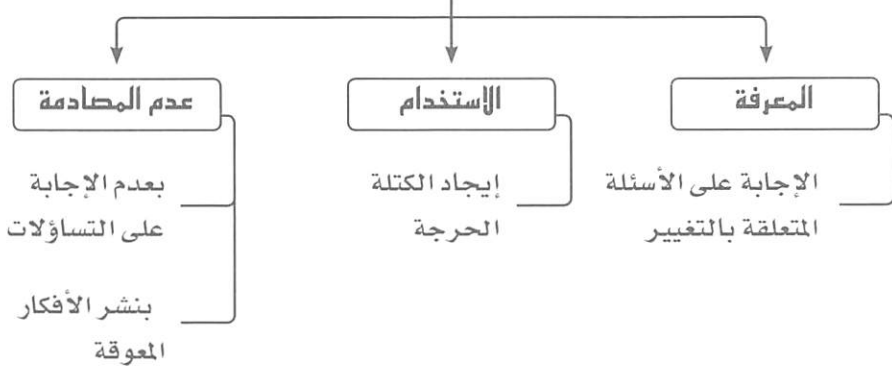 المعرفة
الإجابة على الأسئلة
المتعلقة بالتغيير
الاستخدام
إيجاد الكتلة
الحرجة
عدم المصادمة
بعدم الإجابة
على التساؤلات
بنشر الأفكار
المعوقة